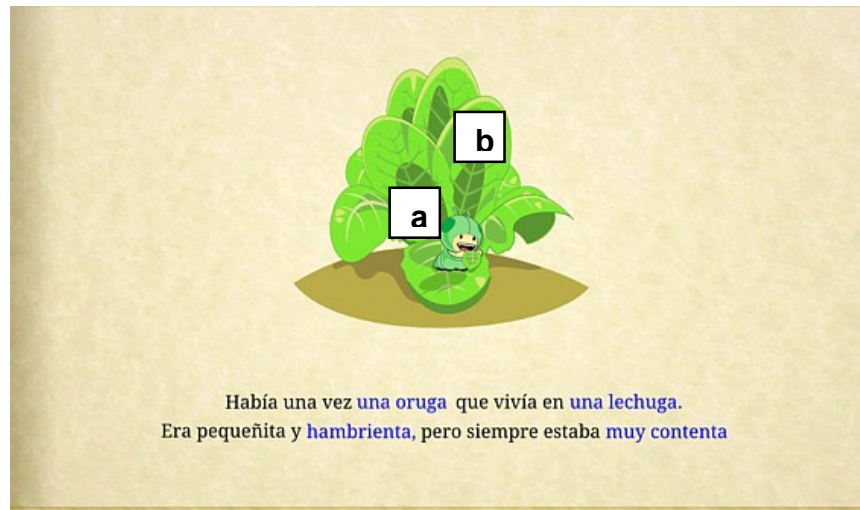 b
a
Había una vez una oruga que vivía en una lechuga.
Era pequeñita y hambrienta, pero siempre estaba muy contenta